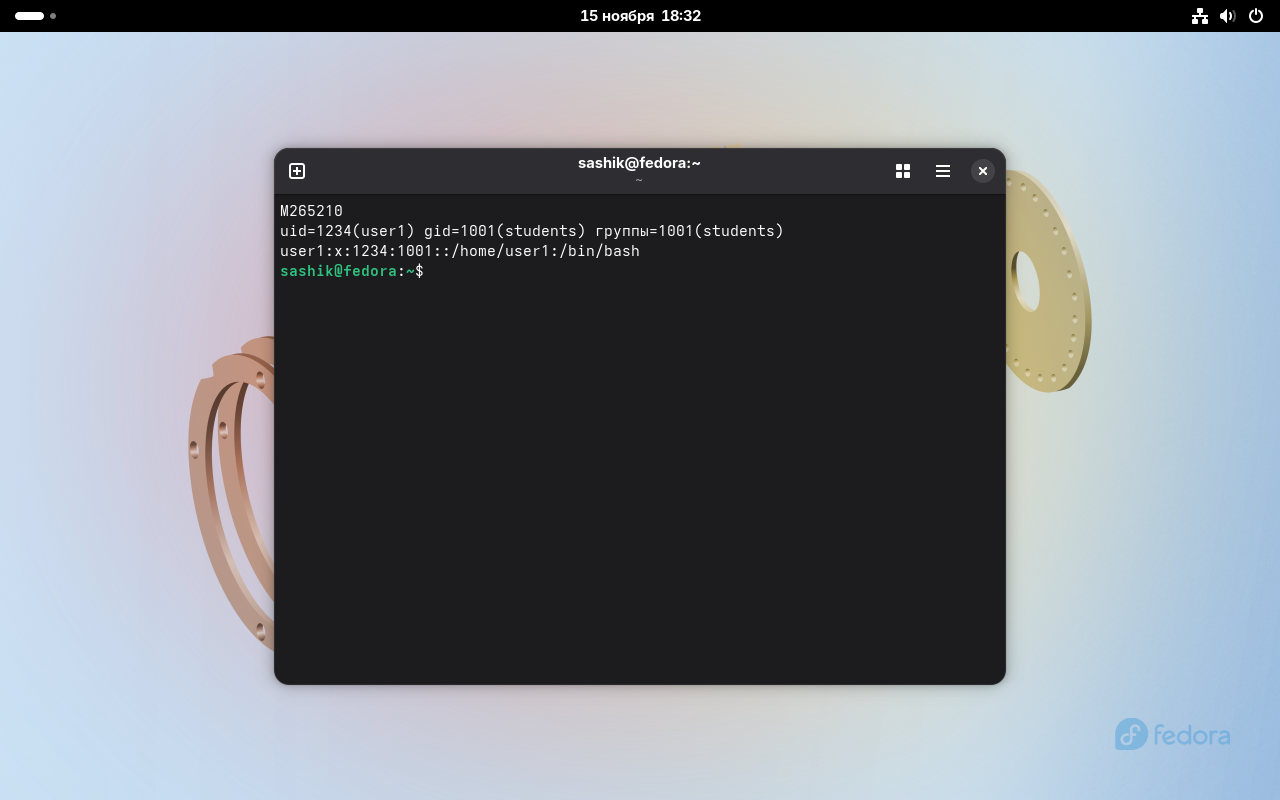 15 ноября 18:32
sashik@fedora:~
~
M265210
uid=1234(user1) gid=1001(students) группы=1001(students)
user1:x:1234:1001::/home/user1:/bin/bash
sashik@fedora:~$
fedora